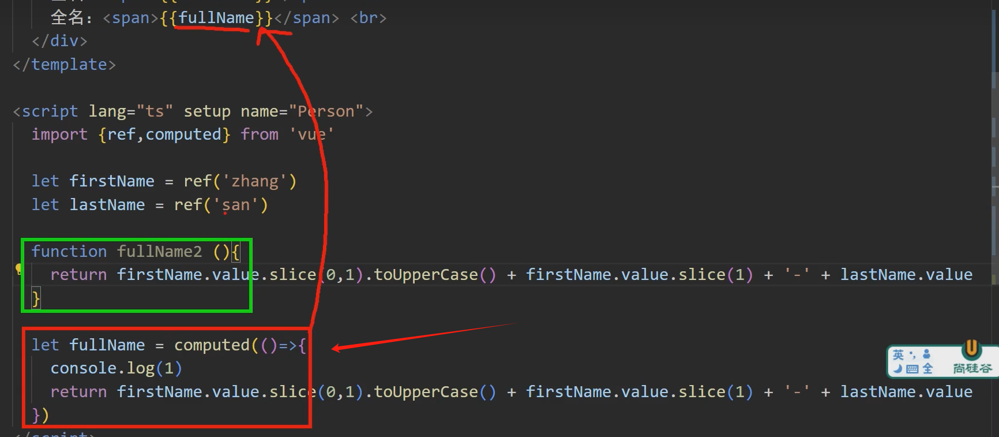 全名：<span>{{fullName}}</span> <br>
</div>
</template>
<script lang="ts" setup name="Person">
import {ref,computed} from 'vue'
let firstName = ref('zhang')
let lastName = ref('san')
function fullName2 (){
return firstName.value.slice(0,1).toUpperCase() + firstName.value.slice(1) + '-' + lastName.value
}
let fullName = computed(()=>{
console.log(1)
return firstName.value.slice(0,1).toUpperCase() + firstName.value.slice(1) + '-' + lastName.value
})
英
全
尚硅谷